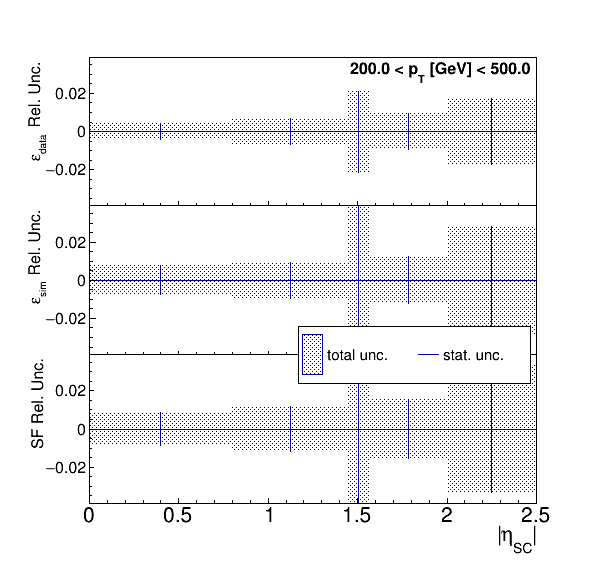 200.0 < p_T [GeV] < 500.0
ε_data Rel. Unc.
0.02
0
−0.02
ε_sim Rel. Unc.
0.02
0
−0.02
total unc.
stat. unc.
SF Rel. Unc.
0.02
0
−0.02
0 0.5 1 1.5 2 2.5
|η_SC|